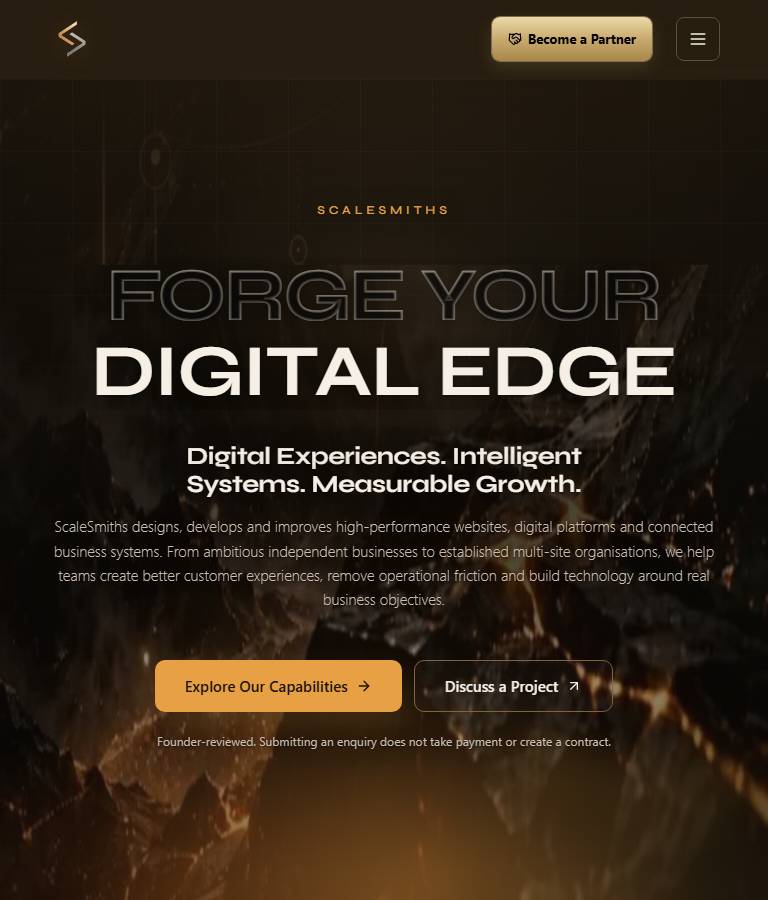 Become a Partner
SCALESMITHS
FORGE YOUR
DIGITAL EDGE
Digital Experiences. Intelligent
Systems. Measurable Growth.
ScaleSmiths designs, develops and improves high-performance websites, digital platforms and connected
business systems. From ambitious independent businesses to established multi-site organisations, we help
teams create better customer experiences, remove operational friction and build technology around real
business objectives.
Explore Our Capabilities
Discuss a Project
Founder-reviewed. Submitting an enquiry does not take payment or create a contract.